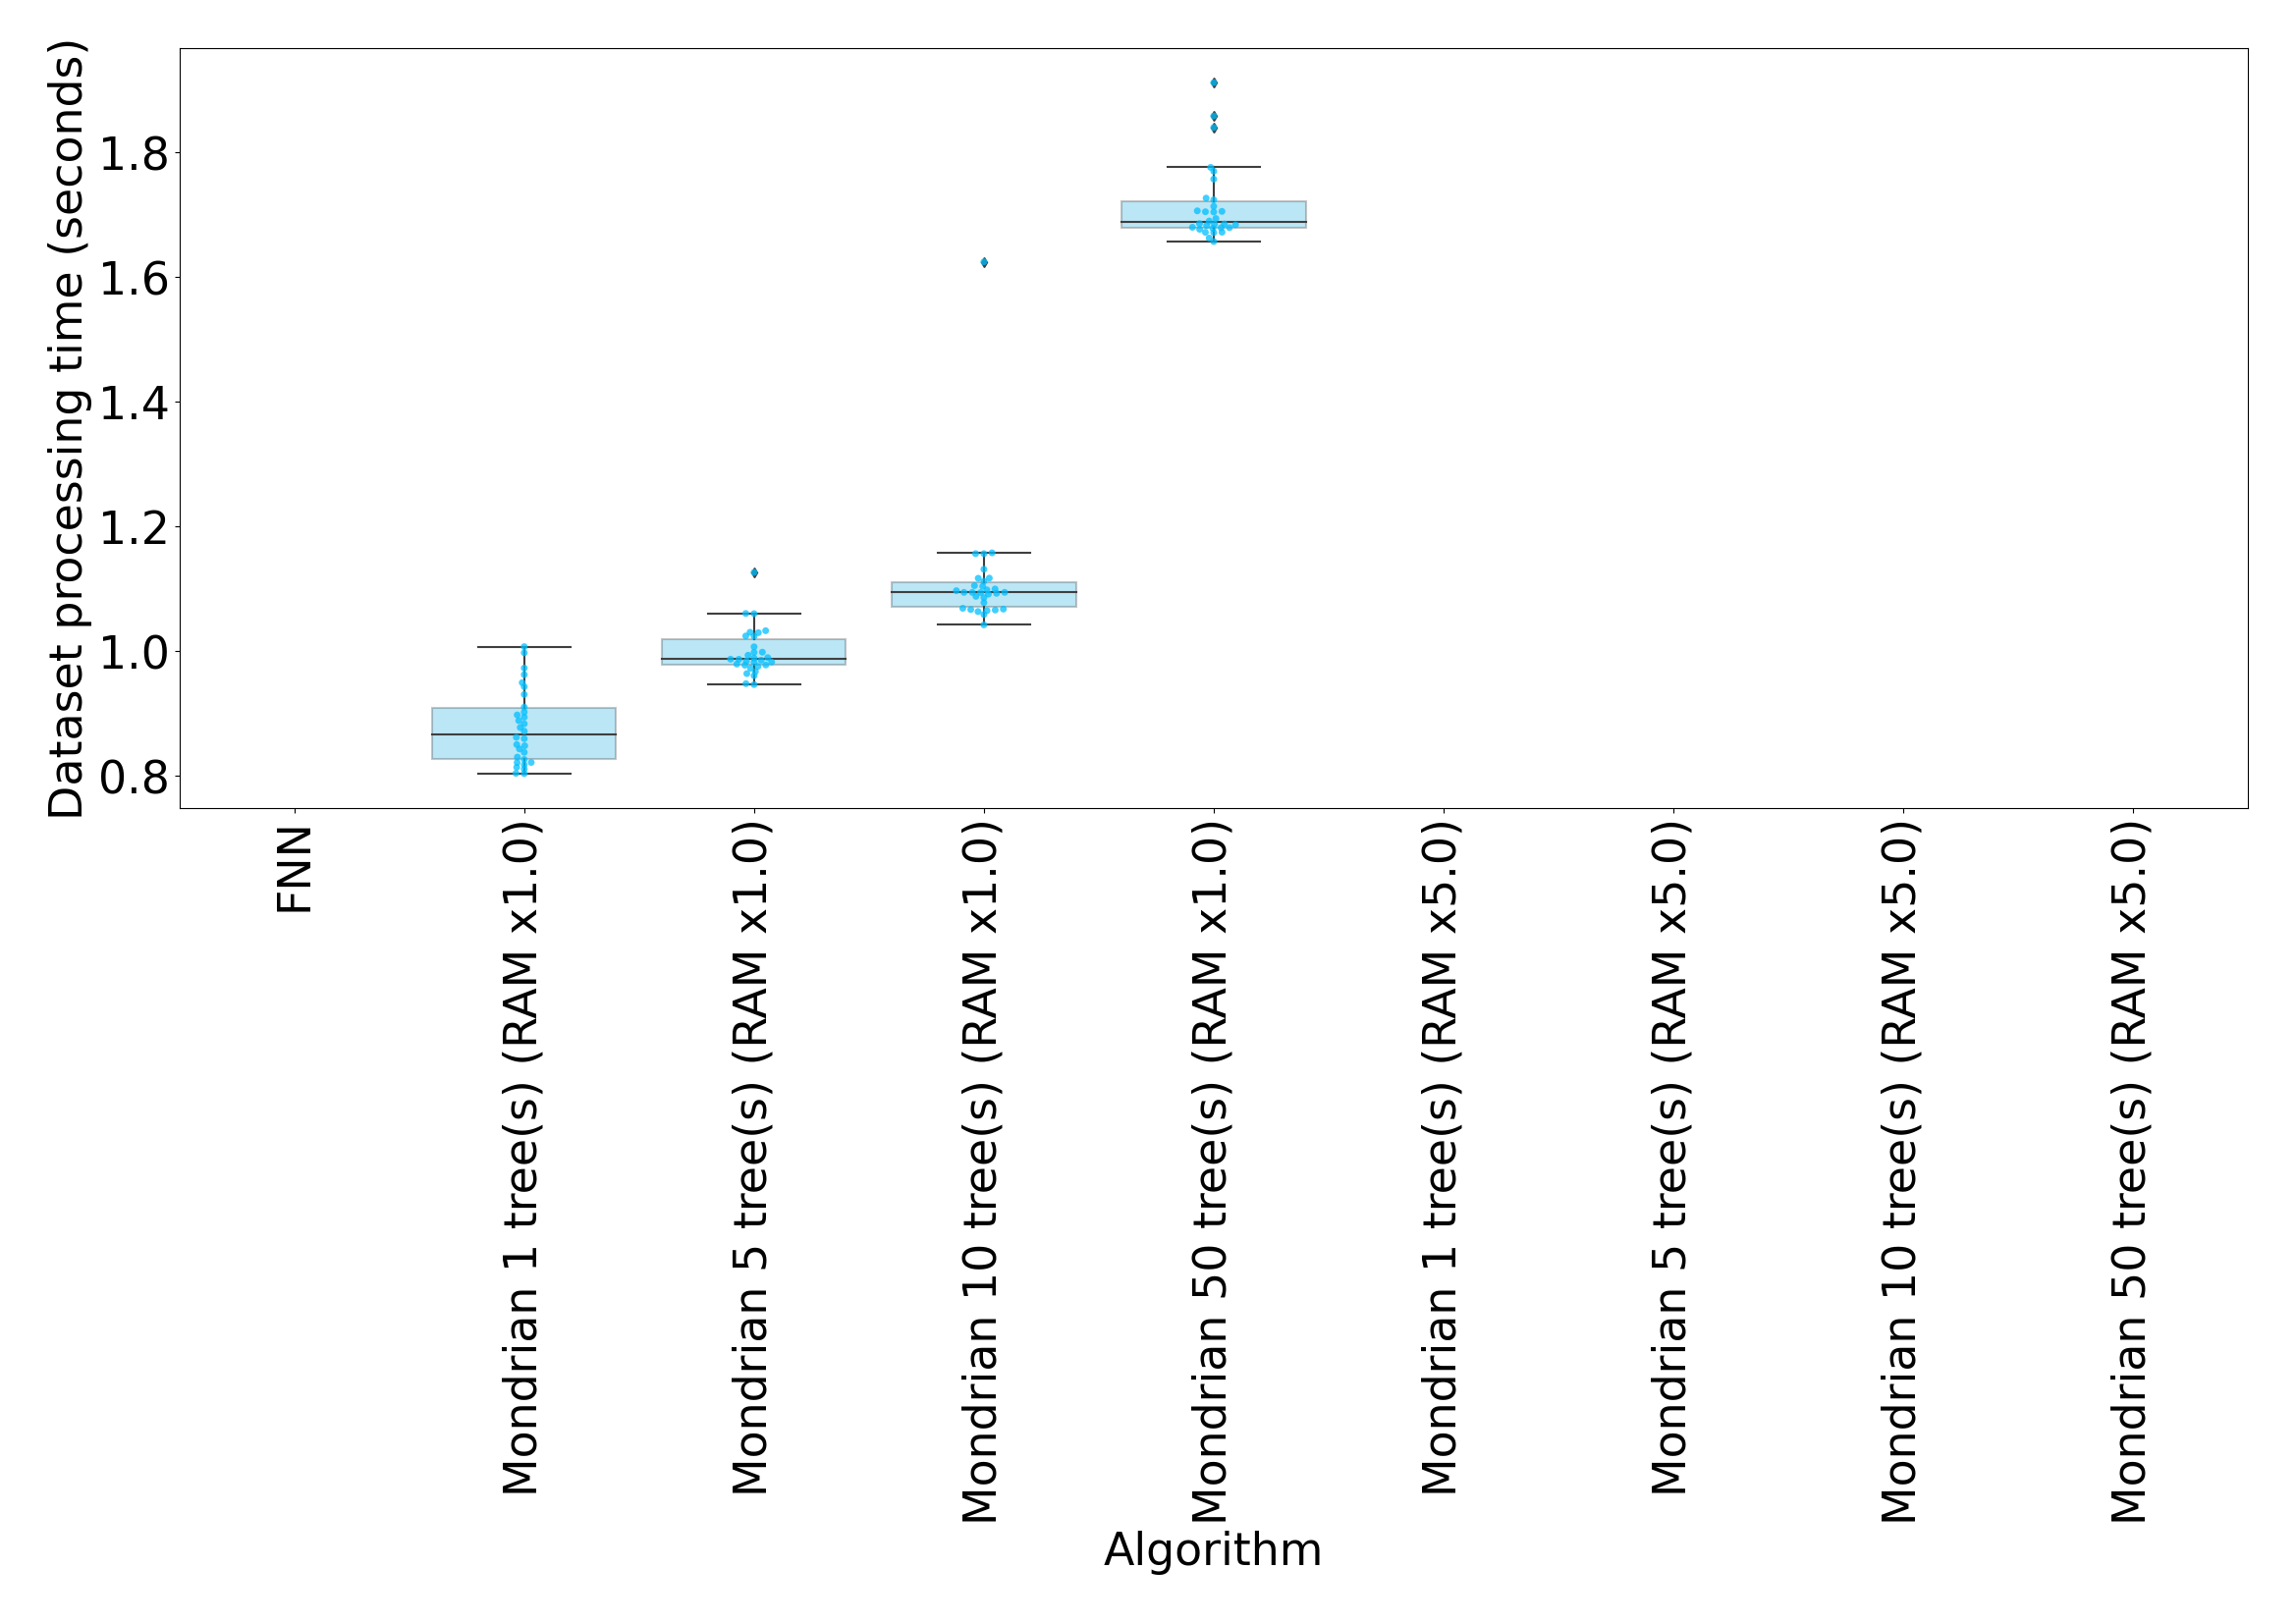 Dataset processing time (seconds)
1.8
1.6
1.4
1.2
1.0
0.8
FNN
Mondrian 1 tree(s) (RAM x1.0)
Mondrian 5 tree(s) (RAM x1.0)
Mondrian 10 tree(s) (RAM x1.0)
Mondrian 50 tree(s) (RAM x1.0)
Mondrian 1 tree(s) (RAM x5.0)
Mondrian 5 tree(s) (RAM x5.0)
Mondrian 10 tree(s) (RAM x5.0)
Mondrian 50 tree(s) (RAM x5.0)
Algorithm